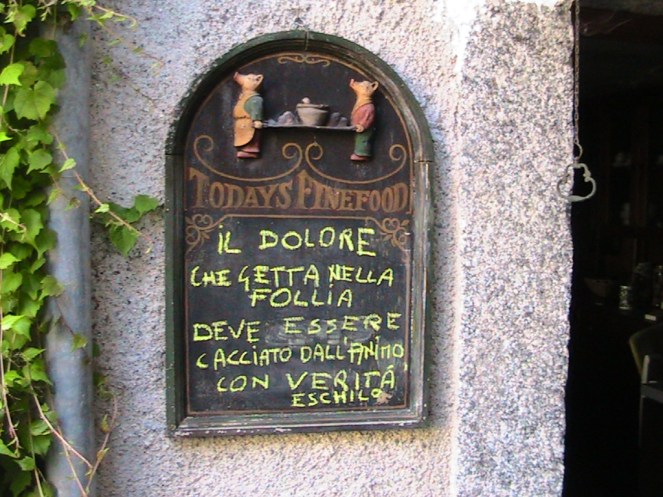 TODAYS FINEFOOD
IL DOLORE
CHE GETTA NELLA
FOLLIA
DEVE ESSERE
CACCIATO DALL'ANIMO
CON VERITÁ
ESCHILO